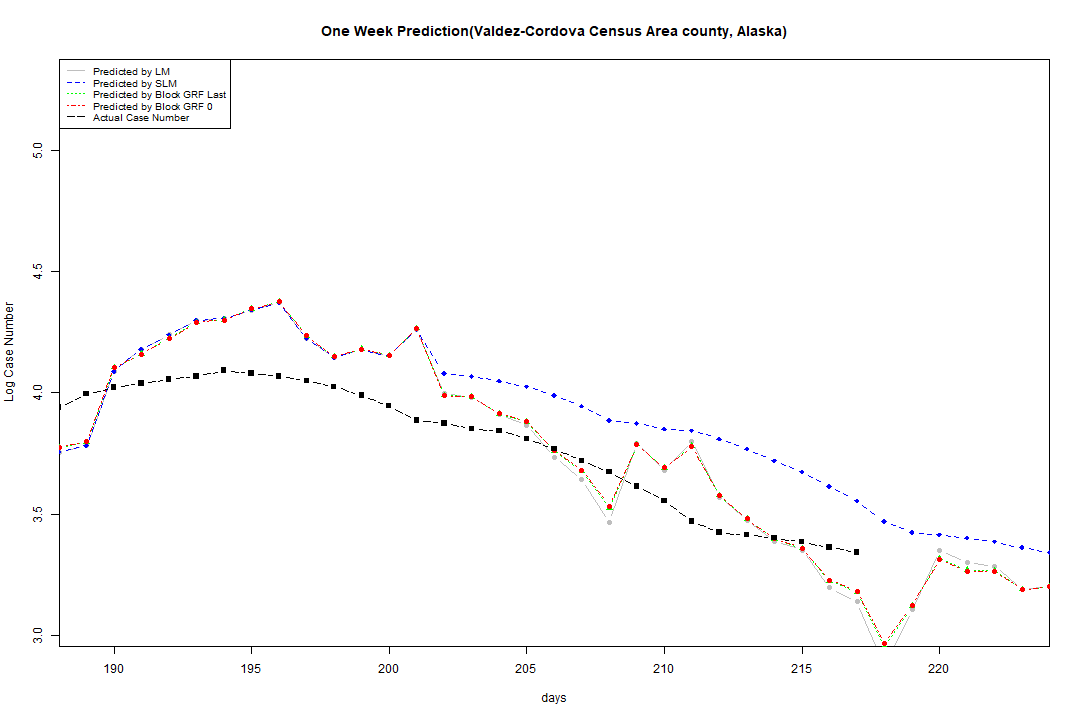 One Week Prediction(Valdez-Cordova Census Area county, Alaska)
Predicted by LM
Predicted by SLM
Predicted by Block GRF Last
Predicted by Block GRF 0
Actual Case Number
5.0
4.5
4.0
3.5
3.0
Log Case Number
190 195 200 205 210 215 220
days